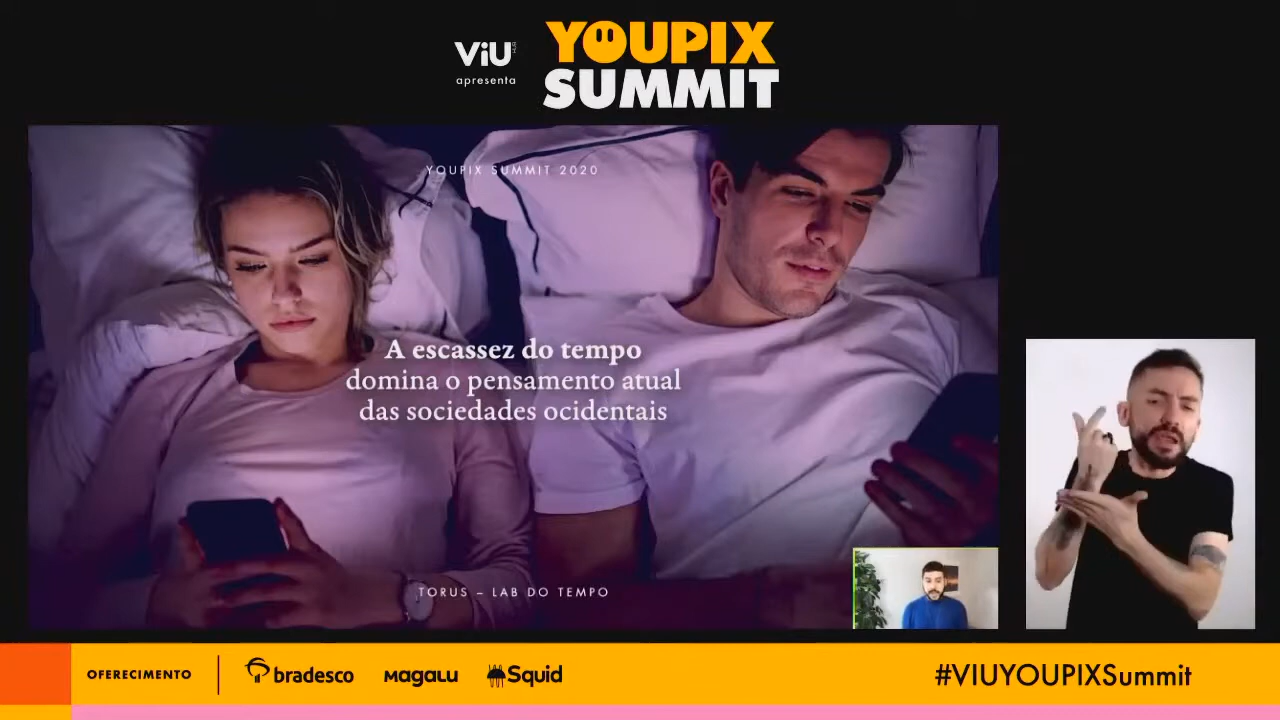 ViU
HUB
apresenta
YOUPIX
SUMMIT
YOUPIX SUMMIT 2020
A escassez do tempo
domina o pensamento atual
das sociedades ocidentais
TORUS – LAB DO TEMPO
OFERECIMENTO
bradesco
MAGALU
Squid
#VIUYOUPIXSummit